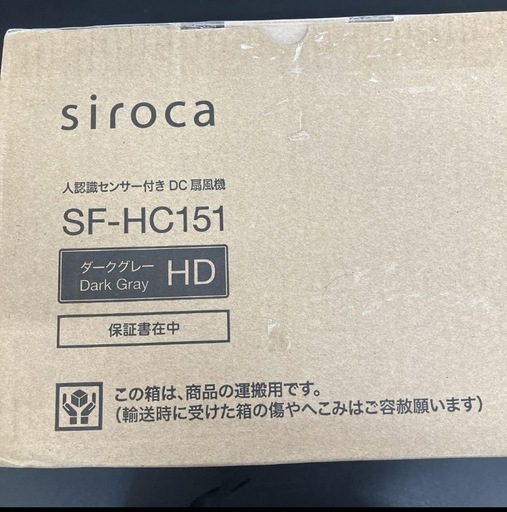 siroca
人認識センサー付き DC 扇風機
SF-HC151
ダークグレー
Dark Gray HD
保証書在中
この箱は、商品の運搬用です。
（輸送時に受けた箱の傷やへこみはご容赦願います）